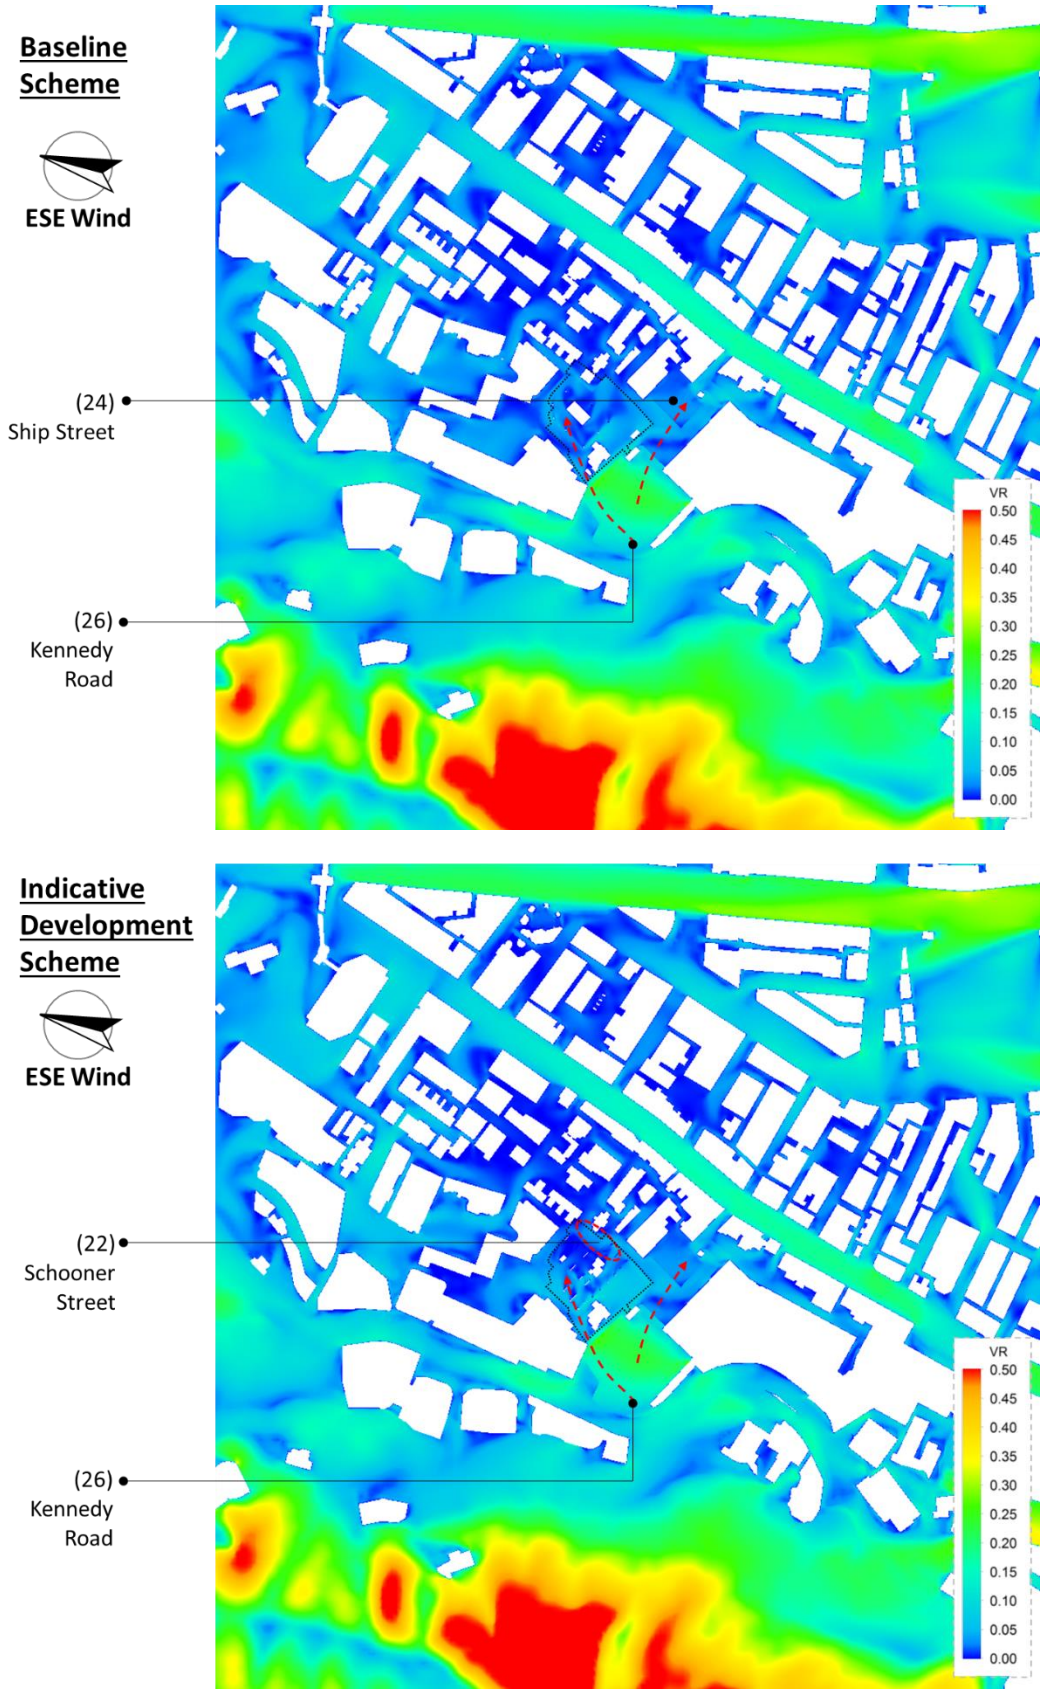 Baseline
Scheme
ESE Wind
(24)
Ship Street
(26)
Kennedy
Road
VR
0.50
0.45
0.40
0.35
0.30
0.25
0.20
0.15
0.10
0.05
0.00
Indicative
Development
Scheme
ESE Wind
(22)
Schooner
Street
(26)
Kennedy
Road
VR
0.50
0.45
0.40
0.35
0.30
0.25
0.20
0.15
0.10
0.05
0.00